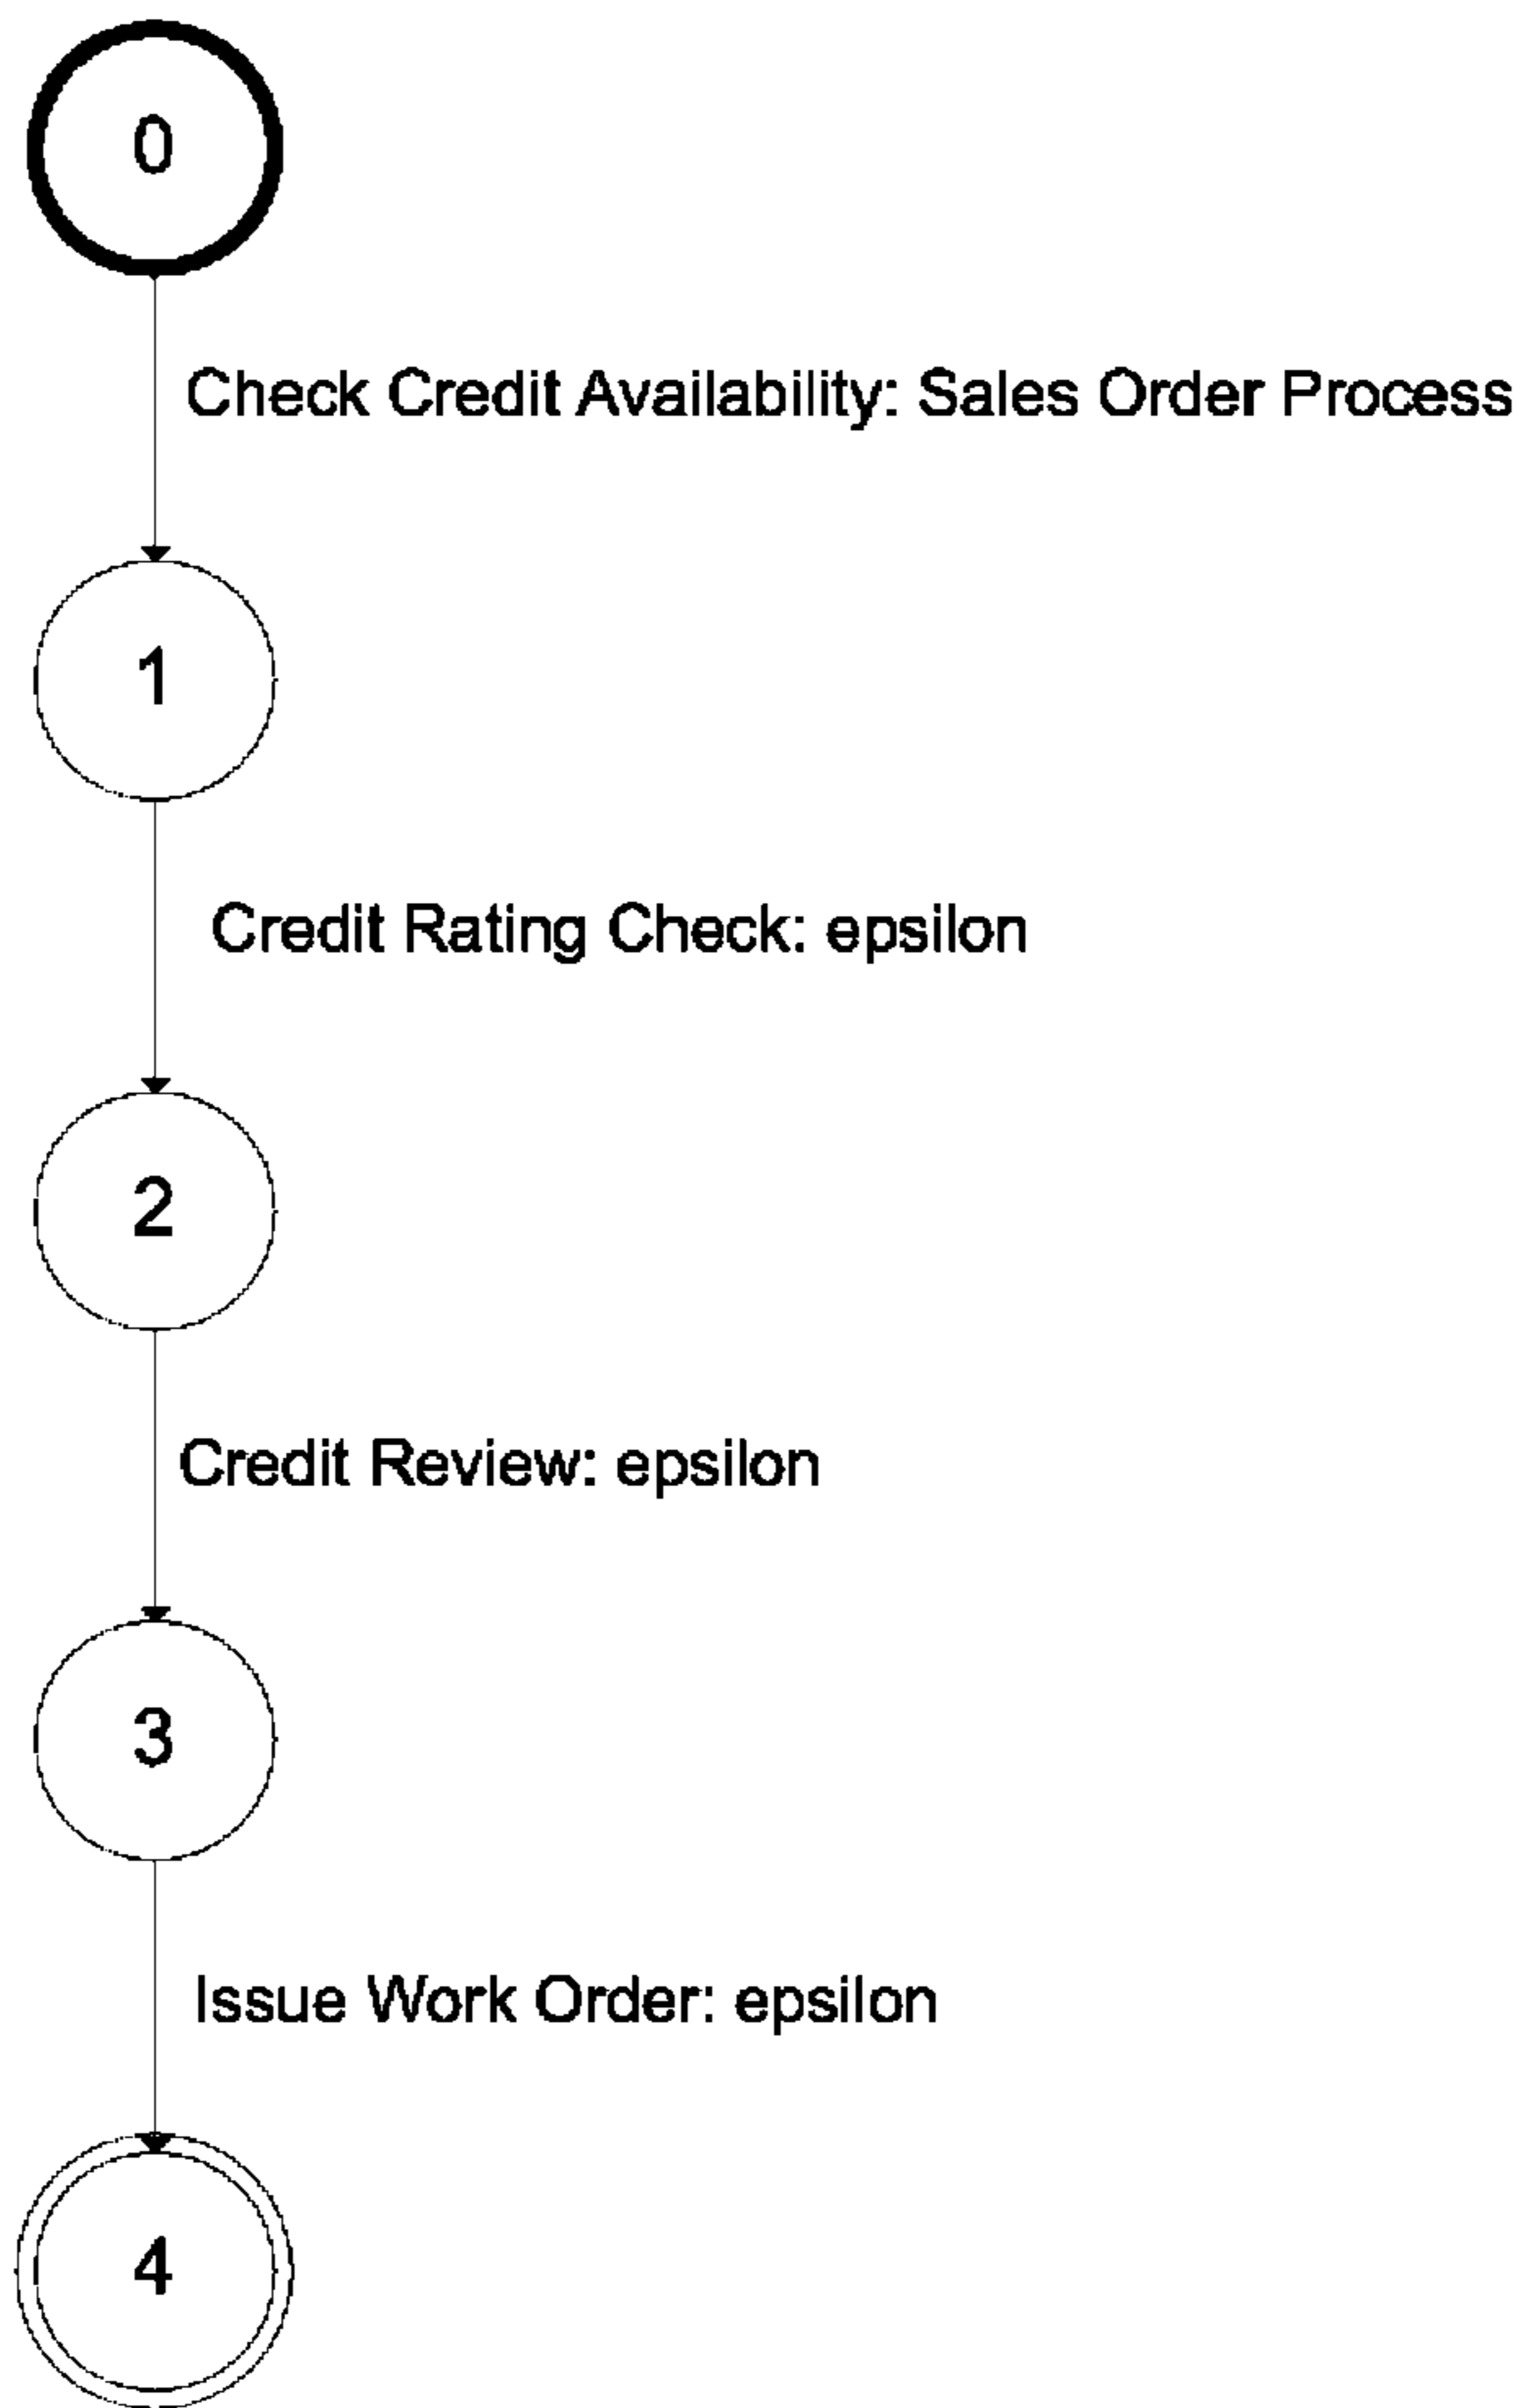 0
Check Credit Availability: Sales Order Process
1
Credit Rating Check: epsilon
2
Credit Review: epsilon
3
Issue Work Order: epsilon
4